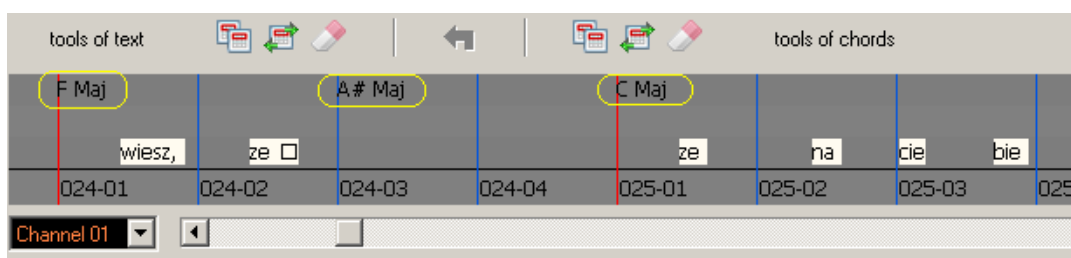 tools of text tools of chords
F Maj A# Maj C Maj
wiesz, ze □ ze na cie bie
024-01 024-02 024-03 024-04 025-01 025-02 025-03 025
Channel 01